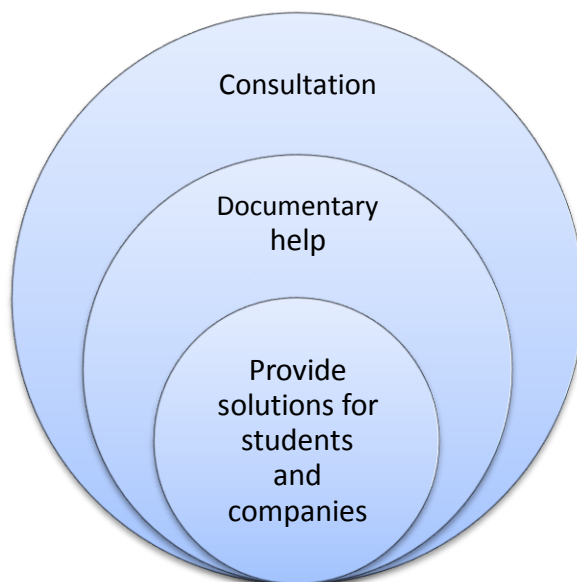 Consultation
Documentary
help
Provide
solutions for
students
and
companies